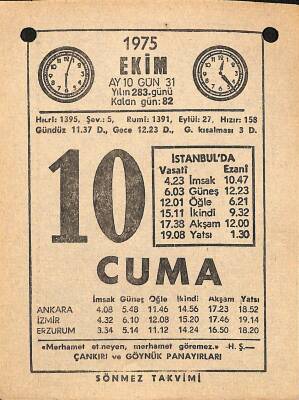 1975
EKİM
AY 10 GÜN 31
Yılın 283. günü
Kalan gün: 82
Hicrî: 1395, Şev.: 5, Rumî: 1391, Eylül: 27, Hızır: 158
Gündüz 11.37 D., Gece 12.23 D., G. kısalması 3 D.
10
İSTANBUL'DA
Vasatî Ezanî
4.23 İmsak 10.47
6.03 Güneş 12.23
12.01 Öğle 6.21
15.11 İkindi 9.32
17.38 Akşam 12.00
19.08 Yatsı 1.30
CUMA
İmsak Güneş Öğle İkindi Akşam Yatsı
ANKARA 4.08 5.48 11.46 14.56 17.23 18.52
İZMİR 4.32 6.10 12.08 15.20 17.46 19.14
ERZURUM 3.34 5.14 11.12 14.24 16.50 18.20
«Merhamet etmeyen, merhamet göremez.» —H. Ş.—
ÇANKIRI ve GÖYNÜK PANAYIRLARI
SÖNMEZ TAKVİMİ